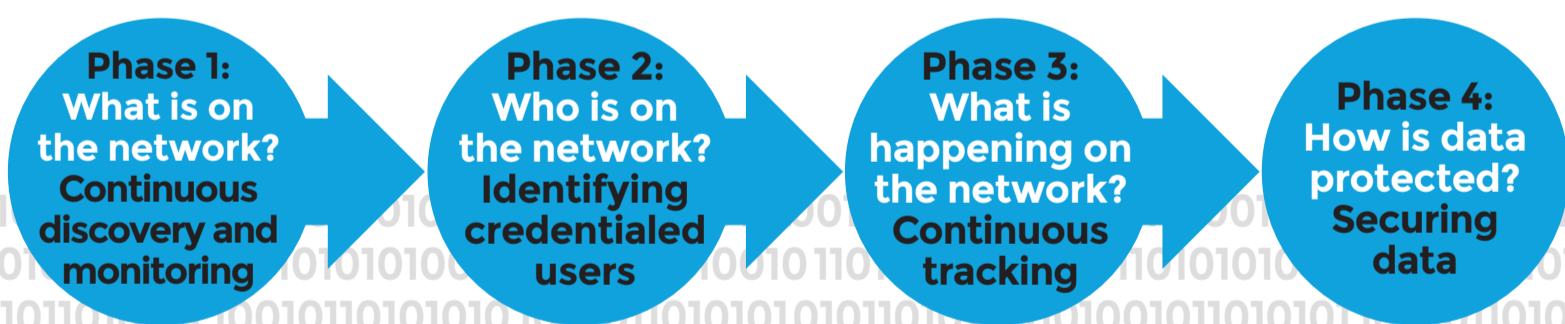 Phase 1:
What is on
the network?
Continuous
discovery and
monitoring
Phase 2:
Who is on
the network?
Identifying
credentialed
users
Phase 3:
What is
happening on
the network?
Continuous
tracking
Phase 4:
How is data
protected?
Securing
data